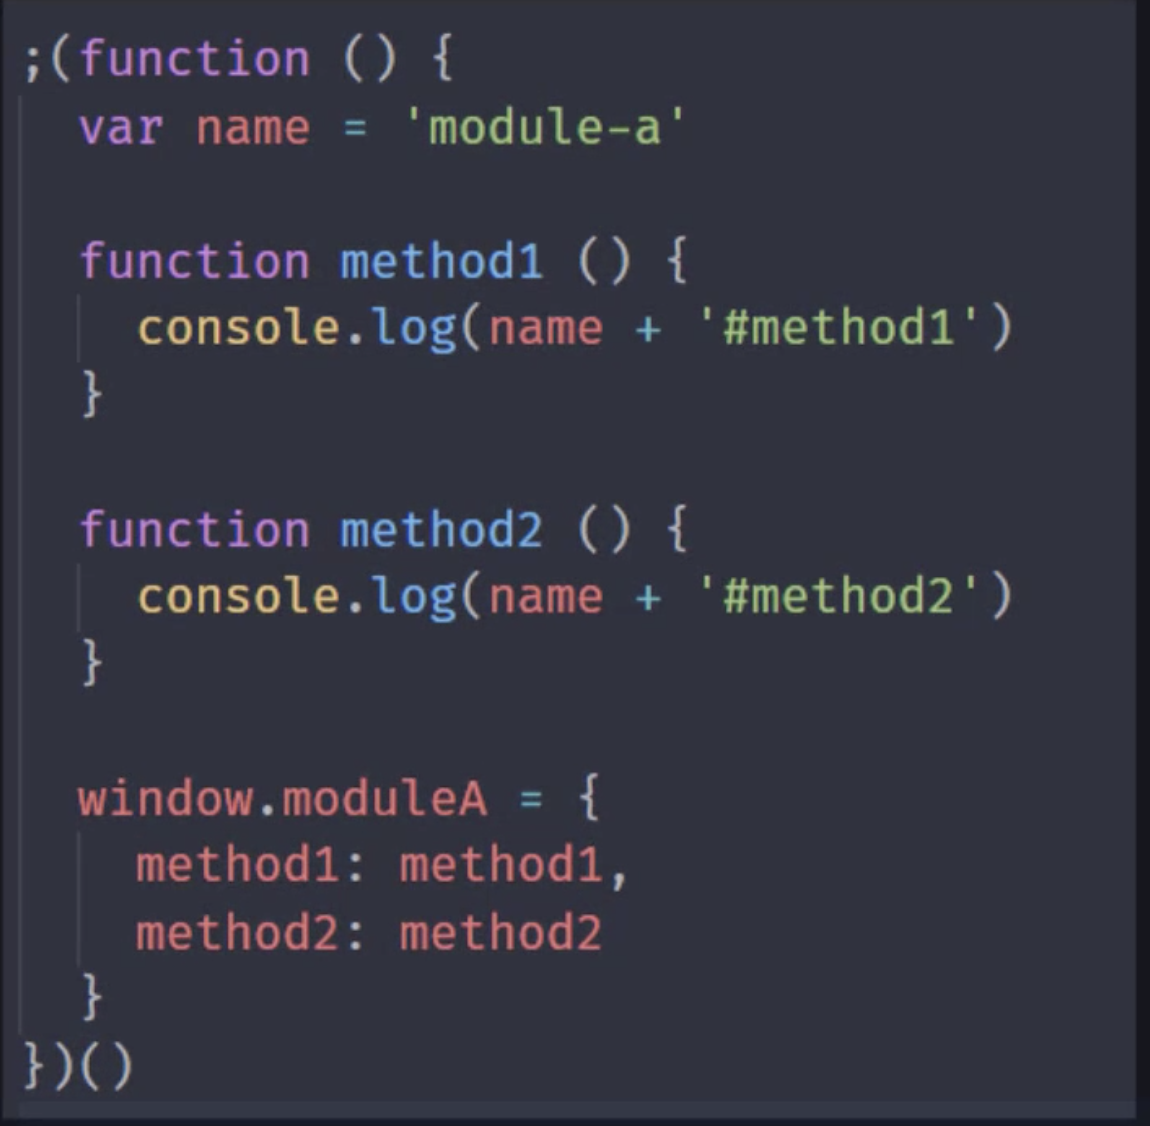 ;(function () {
  var name = 'module-a'

  function method1 () {
    console.log(name + '#method1')
  }

  function method2 () {
    console.log(name + '#method2')
  }

  window.moduleA = {
    method1: method1,
    method2: method2
  }
})()